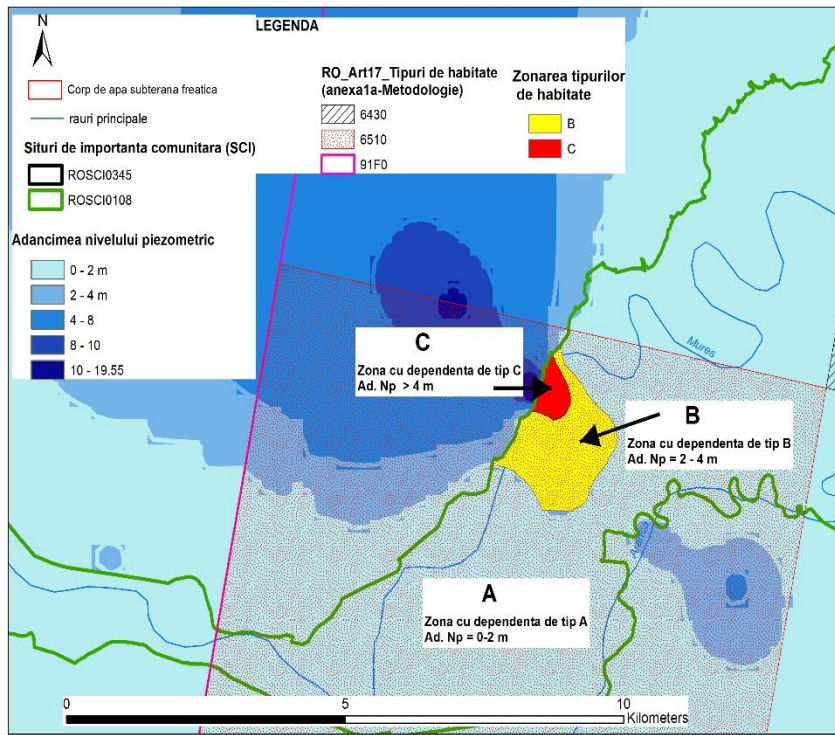 N
LEGENDA
Corp de apa subterana freatica
rauri principale
Situri de importanta comunitara (SCI)
ROSCI0345
ROSCI0108
Adancimea nivelului piezometric
0 - 2 m
2 - 4 m
4 - 8
8 - 10
10 - 19.55
RO_Art17_Tipuri de habitate
(anexa1a-Metodologie)
6430
6510
91F0
Zonarea tipurilor
de habitate
B
C
Mures
C
Zona cu dependenta de tip C
Ad. Np > 4 m
B
Zona cu dependenta de tip B
Ad. Np = 2 - 4 m
A
Zona cu dependenta de tip A
Ad. Np = 0-2 m
0
5
10
Kilometers